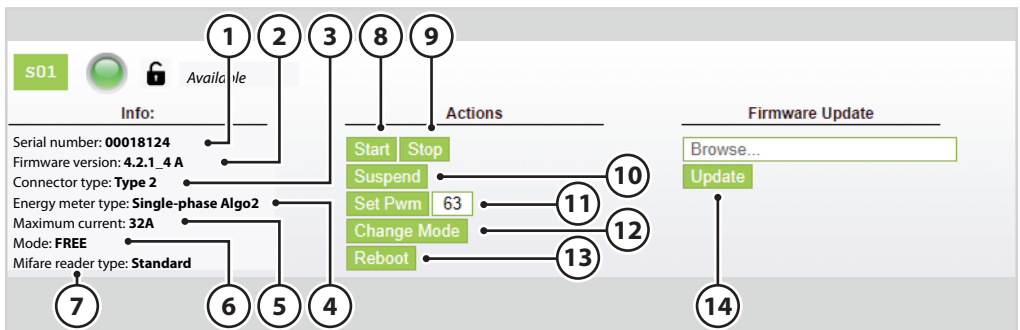 1 2 3 8 9
s01 Available
Info: Actions Firmware Update
Serial number: 00018124
Firmware version: 4.2.1_4 A
Connector type: Type 2
Energy meter type: Single-phase Algo2
Maximum current: 32A
Mode: FREE
Mifare reader type: Standard
Start Stop
Suspend
Set Pwm 63
Change Mode
Reboot
10
11
12
13
Browse...
Update
7 6 5 4 14